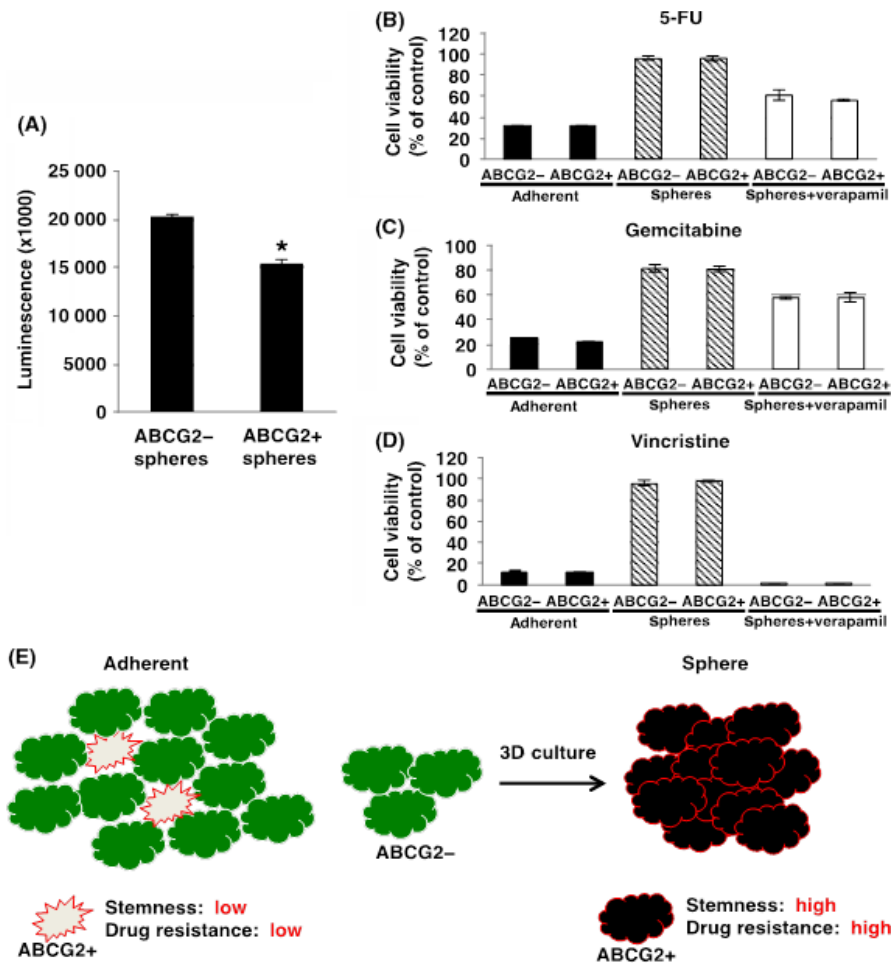 (A)
Luminescence (x1000)
25 000
20 000
15 000
10 000
5000
0
ABCG2− ABCG2+
spheres spheres
*
(B)
5-FU
Cell viability
(% of control)
120
100
80
60
40
20
0
ABCG2− ABCG2+ ABCG2− ABCG2+ ABCG2− ABCG2+
Adherent Spheres Spheres+verapamil
(C)
Gemcitabine
Cell viability
(% of control)
100
80
60
40
20
0
ABCG2− ABCG2+ ABCG2− ABCG2+ ABCG2− ABCG2+
Adherent Spheres Spheres+verapamil
(D)
Vincristine
Cell viability
(% of control)
120
100
80
60
40
20
0
ABCG2− ABCG2+ ABCG2− ABCG2+ ABCG2− ABCG2+
Adherent Spheres Spheres+verapamil
(E)
Adherent Sphere
3D culture
ABCG2−
Stemness: low
Drug resistance: low
ABCG2+
Stemness: high
Drug resistance: high
ABCG2+